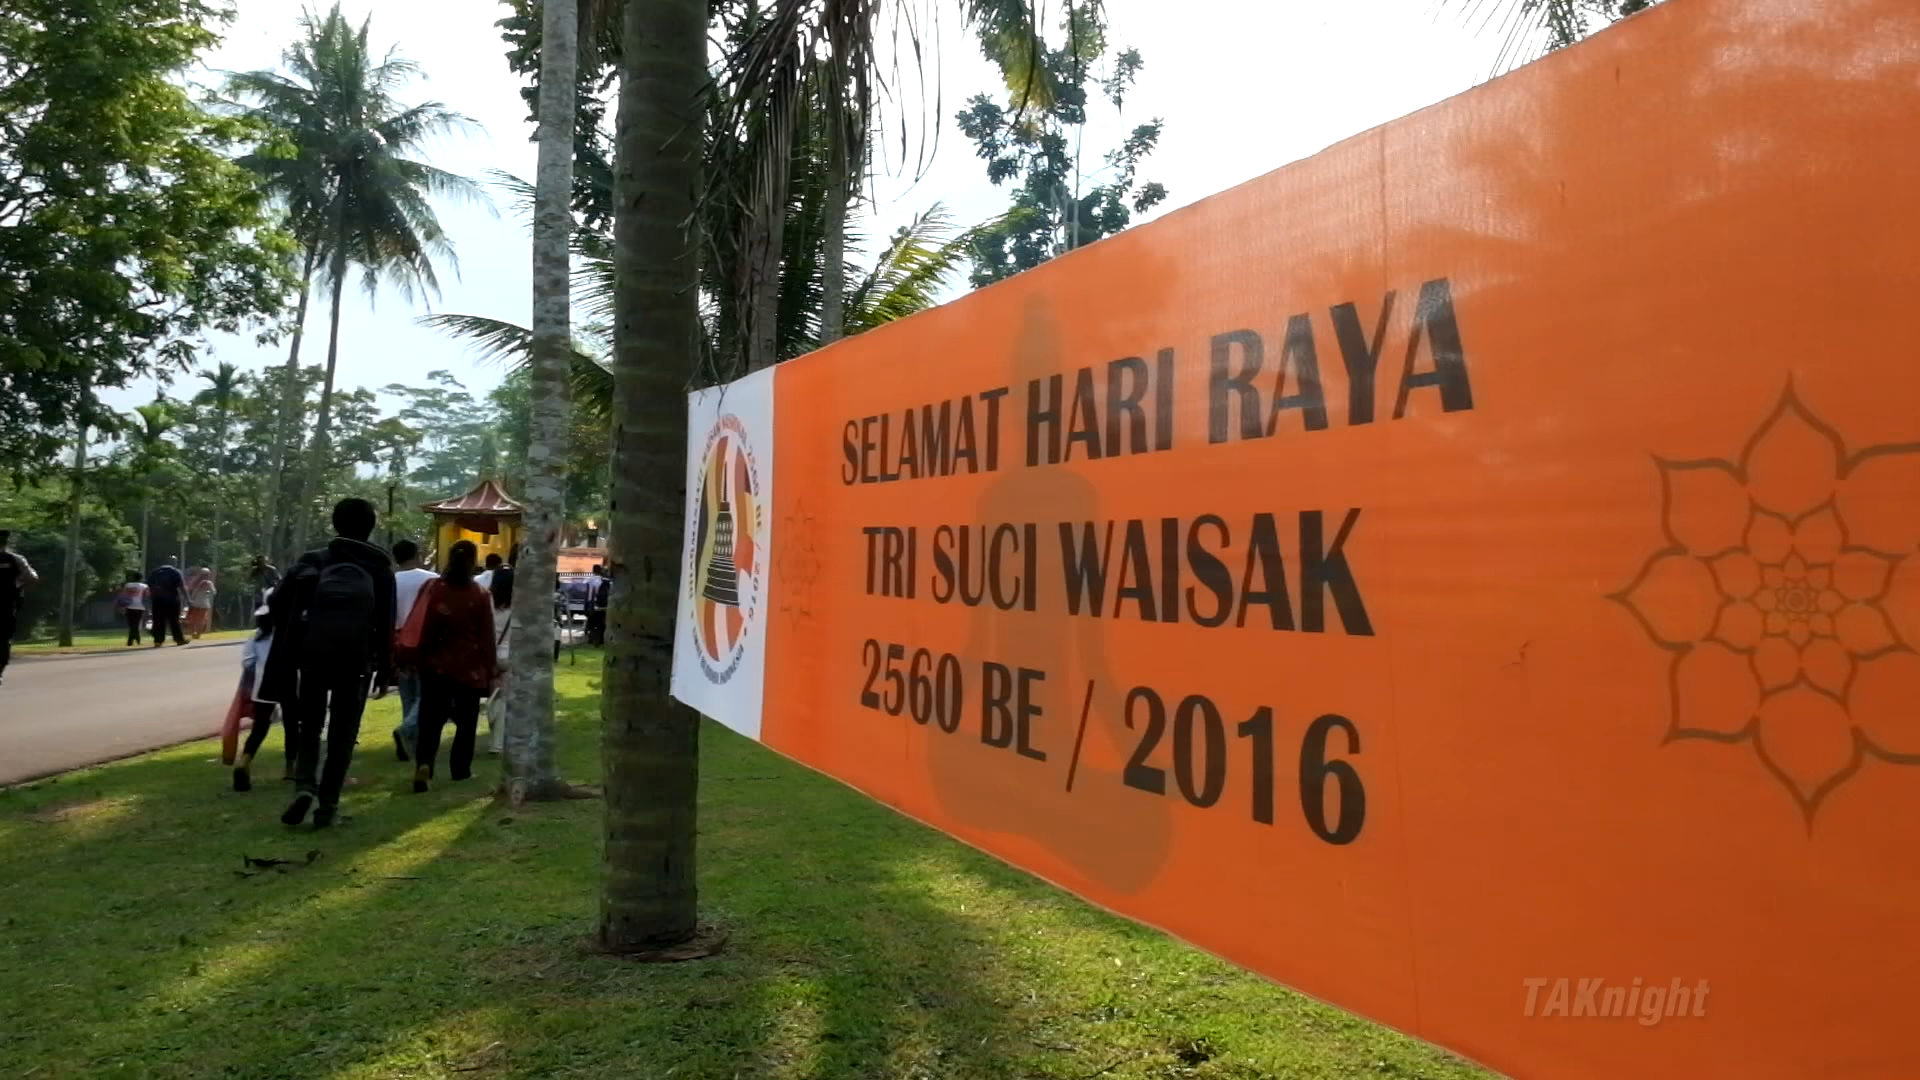 SELAMAT HARI RAYA
TRI SUCI WAISAK
2560 BE / 2016
TAKnight